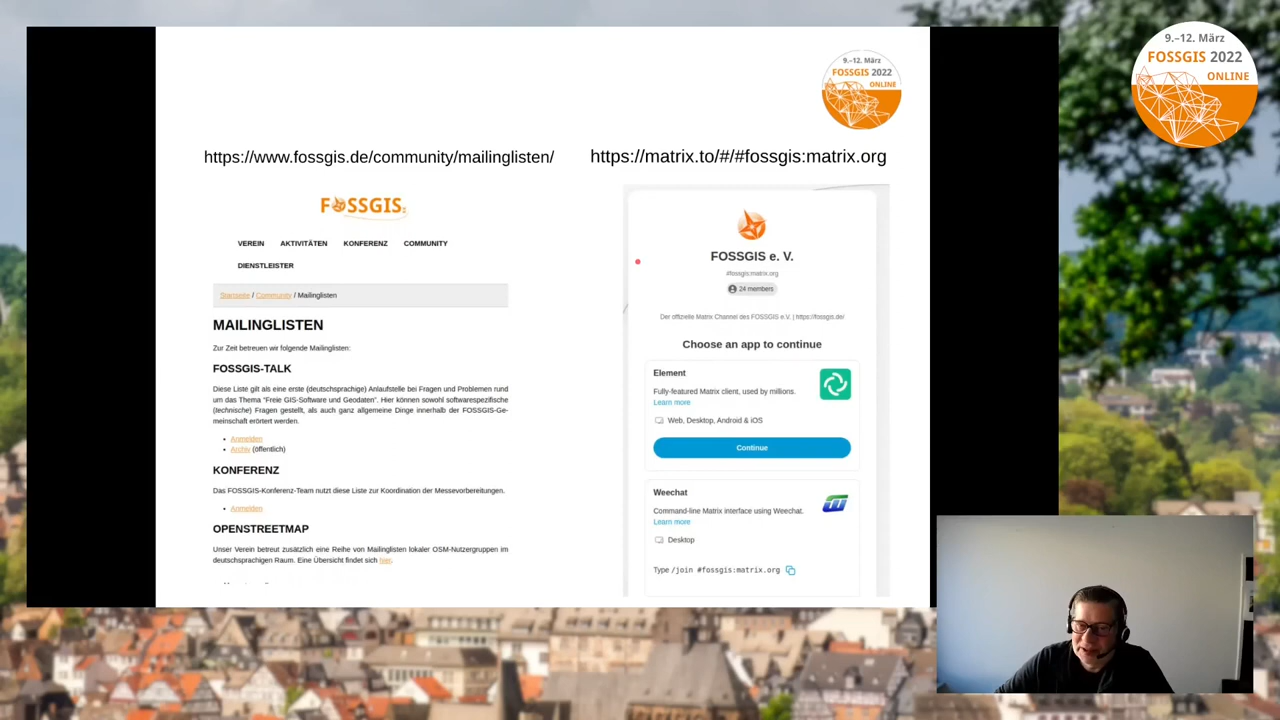 9.–12. März
FOSSGIS 2022
ONLINE
9.–12. März
FOSSGIS 2022
ONLINE
https://www.fossgis.de/community/mailinglisten/
FOSSGIS
VEREIN AKTIVITÄTEN KONFERENZ COMMUNITY
DIENSTLEISTER
Startseite / Community / Mailinglisten
MAILINGLISTEN
Zur Zeit betreuen wir folgende Mailinglisten:
FOSSGIS-TALK
Diese Liste gilt als eine erste (deutschsprachige) Anlaufstelle bei Fragen und Problemen rund
um das Thema "Freie GIS-Software und Geodaten". Hier können sowohl softwarespezifische
(technische) Fragen gestellt, als auch ganz allgemeine Dinge innerhalb der FOSSGIS-Ge-
meinschaft erörtert werden.
• Anmelden
• Archiv (öffentlich)
KONFERENZ
Das FOSSGIS-Konferenz-Team nutzt diese Liste zur Koordination der Messevorbereitungen.
• Anmelden
OPENSTREETMAP
Unser Verein betreut zusätzlich eine Reihe von Mailinglisten lokaler OSM-Nutzergruppen im
deutschsprachigen Raum. Eine Übersicht findet sich hier.
https://matrix.to/#/#fossgis:matrix.org
FOSSGIS e. V.
#fossgis:matrix.org
24 members
Der offizielle Matrix Channel des FOSSGIS e.V. | https://fossgis.de/
Choose an app to continue
Element
Fully-featured Matrix client, used by millions.
Learn more
Web, Desktop, Android & iOS
Continue
Weechat
Command-line Matrix interface using Weechat.
Learn more
Desktop
Type /join #fossgis:matrix.org